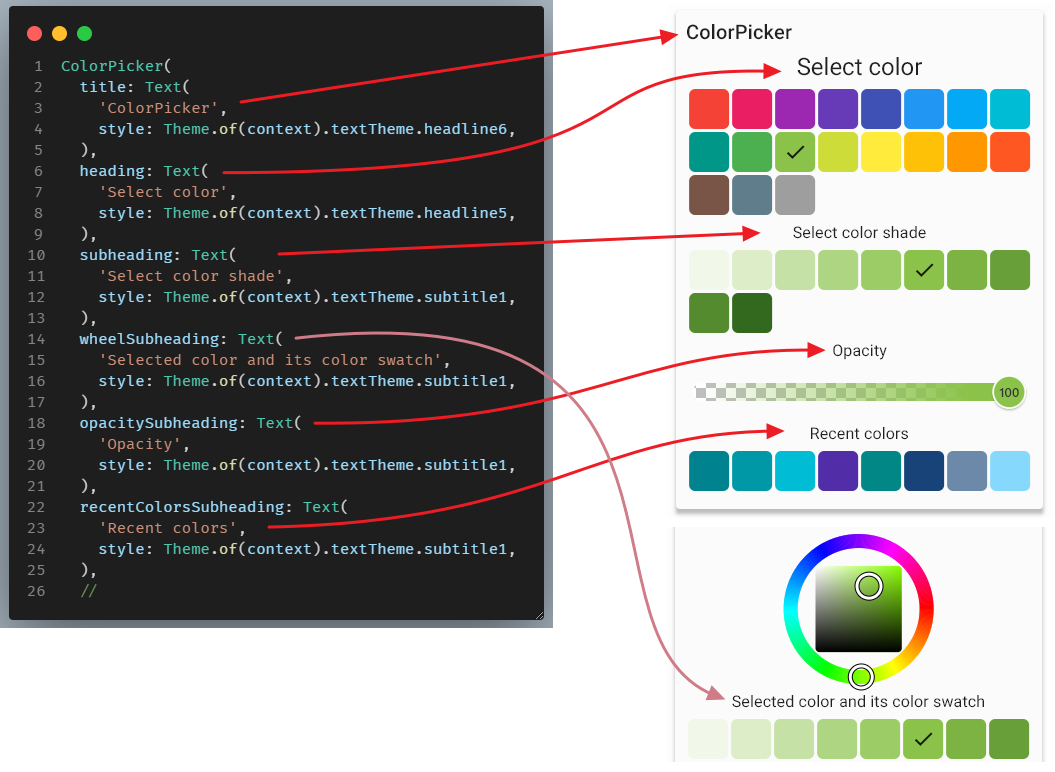 1 ColorPicker(
2   title: Text(
3     'ColorPicker',
4     style: Theme.of(context).textTheme.headline6,
5   ),
6   heading: Text(
7     'Select color',
8     style: Theme.of(context).textTheme.headline5,
9   ),
10   subheading: Text(
11     'Select color shade',
12     style: Theme.of(context).textTheme.subtitle1,
13   ),
14   wheelSubheading: Text(
15     'Selected color and its color swatch',
16     style: Theme.of(context).textTheme.subtitle1,
17   ),
18   opacitySubheading: Text(
19     'Opacity',
20     style: Theme.of(context).textTheme.subtitle1,
21   ),
22   recentColorsSubheading: Text(
23     'Recent colors',
24     style: Theme.of(context).textTheme.subtitle1,
25   ),
26   //
ColorPicker
Select color
Select color shade
Opacity
100
Recent colors
Selected color and its color swatch